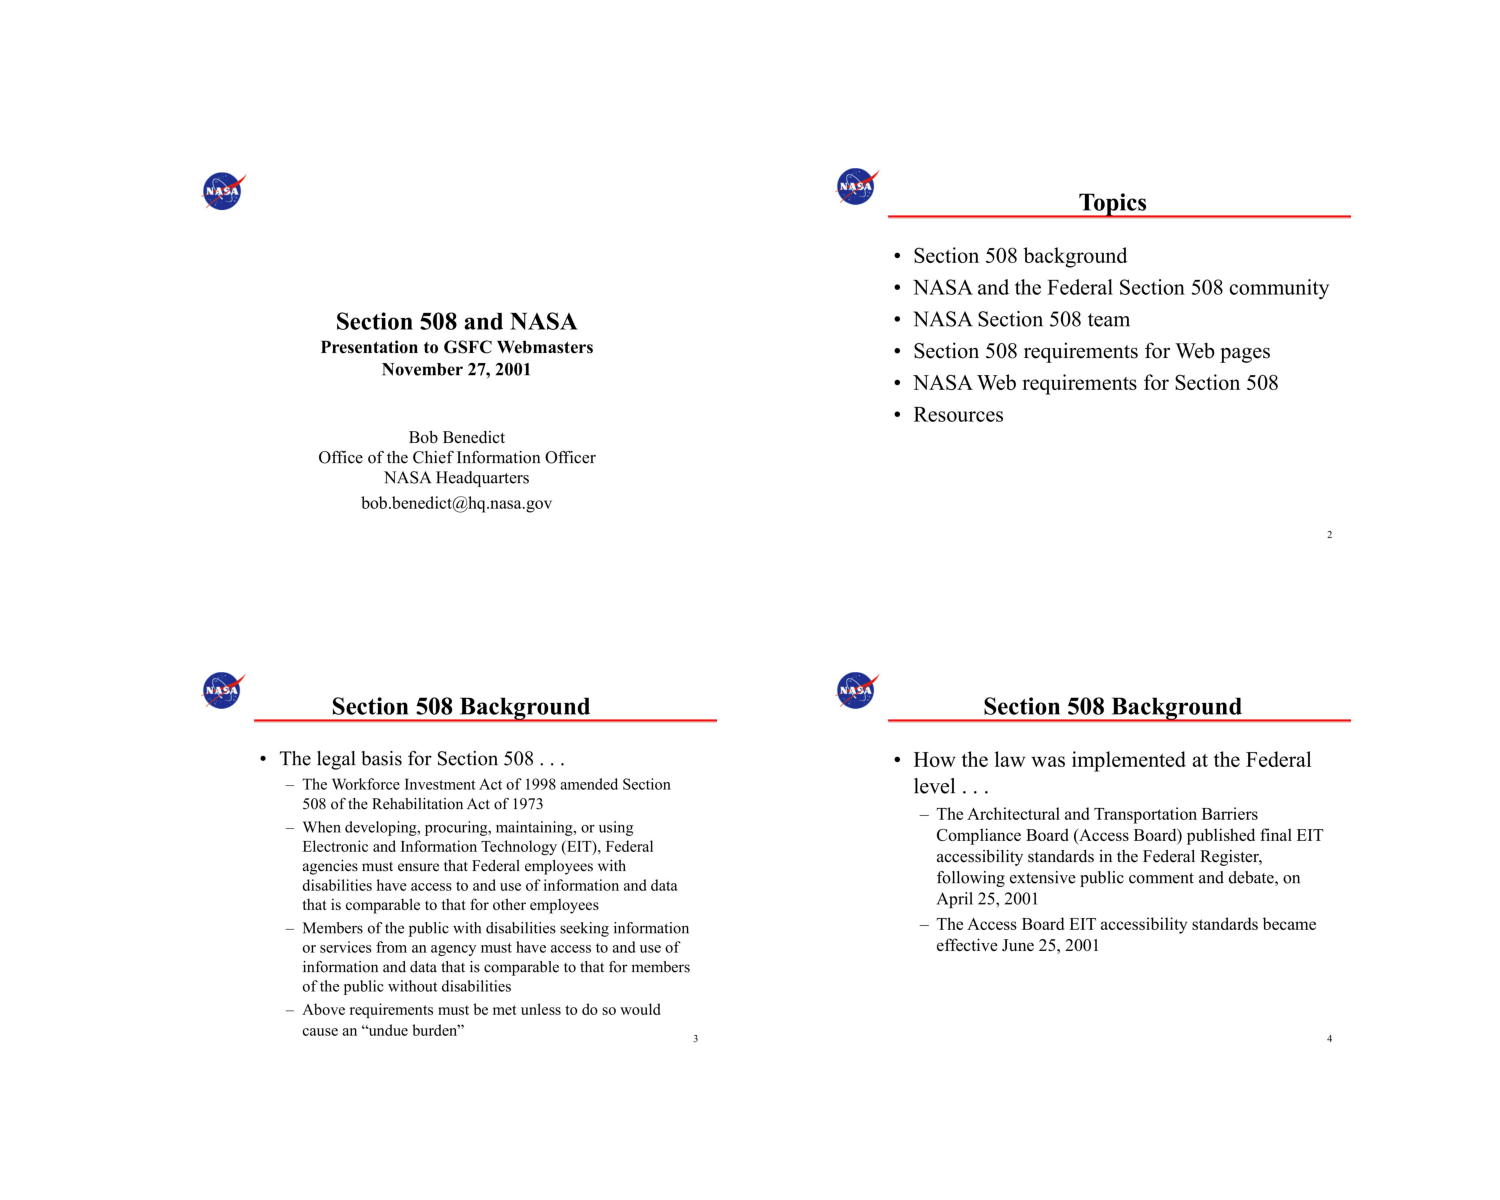 NASA
Section 508 and NASA
Presentation to GSFC Webmasters
November 27, 2001
Bob Benedict
Office of the Chief Information Officer
NASA Headquarters
bob.benedict@hq.nasa.gov
NASA
Topics
• Section 508 background
• NASA and the Federal Section 508 community
• NASA Section 508 team
• Section 508 requirements for Web pages
• NASA Web requirements for Section 508
• Resources
2
NASA
Section 508 Background
• The legal basis for Section 508 . . .
– The Workforce Investment Act of 1998 amended Section
508 of the Rehabilitation Act of 1973
– When developing, procuring, maintaining, or using
Electronic and Information Technology (EIT), Federal
agencies must ensure that Federal employees with
disabilities have access to and use of information and data
that is comparable to that for other employees
– Members of the public with disabilities seeking information
or services from an agency must have access to and use of
information and data that is comparable to that for members
of the public without disabilities
– Above requirements must be met unless to do so would
cause an “undue burden”
3
NASA
Section 508 Background
• How the law was implemented at the Federal
level . . .
– The Architectural and Transportation Barriers
Compliance Board (Access Board) published final EIT
accessibility standards in the Federal Register,
following extensive public comment and debate, on
April 25, 2001
– The Access Board EIT accessibility standards became
effective June 25, 2001
4